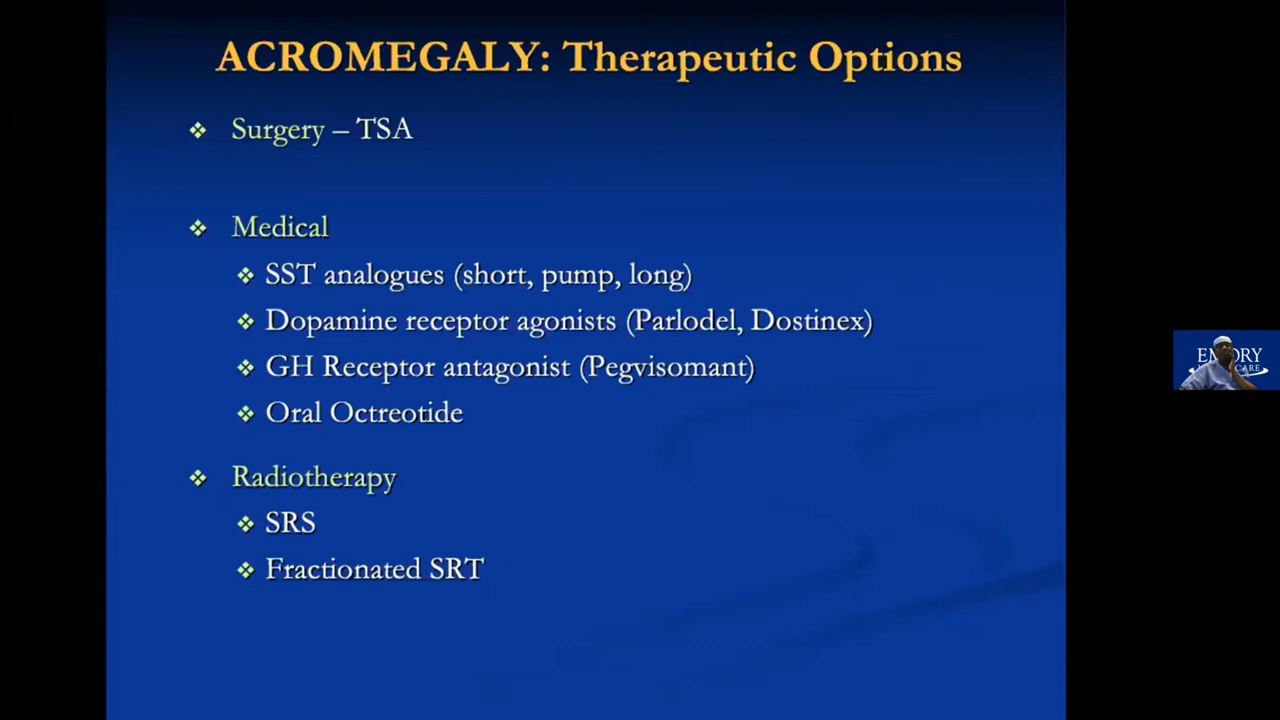 ACROMEGALY: Therapeutic Options
❖ Surgery – TSA
❖ Medical
❖ SST analogues (short, pump, long)
❖ Dopamine receptor agonists (Parlodel, Dostinex)
❖ GH Receptor antagonist (Pegvisomant)
❖ Oral Octreotide
❖ Radiotherapy
❖ SRS
❖ Fractionated SRT